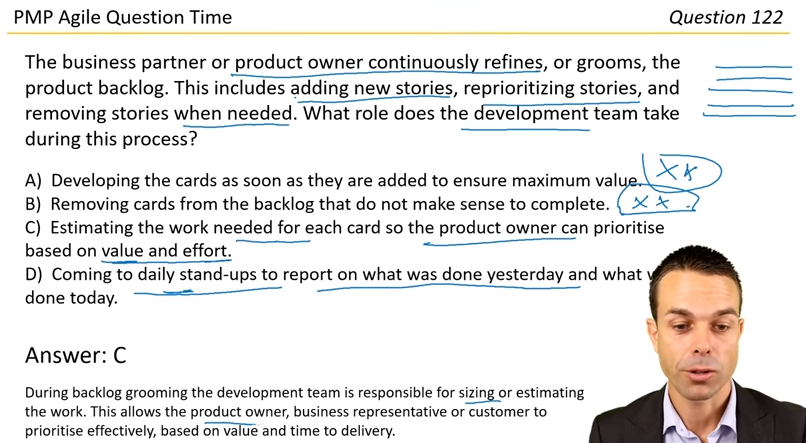 PMP Agile Question Time
Question 122
The business partner or product owner continuously refines, or grooms, the
product backlog. This includes adding new stories, reprioritizing stories, and
removing stories when needed. What role does the development team take
during this process?
A) Developing the cards as soon as they are added to ensure maximum value.
B) Removing cards from the backlog that do not make sense to complete.
C) Estimating the work needed for each card so the product owner can prioritise
based on value and effort.
D) Coming to daily stand-ups to report on what was done yesterday and what
done today.
Answer: C
During backlog grooming the development team is responsible for sizing or estimating
the work. This allows the product owner, business representative or customer to
prioritise effectively, based on value and time to delivery.